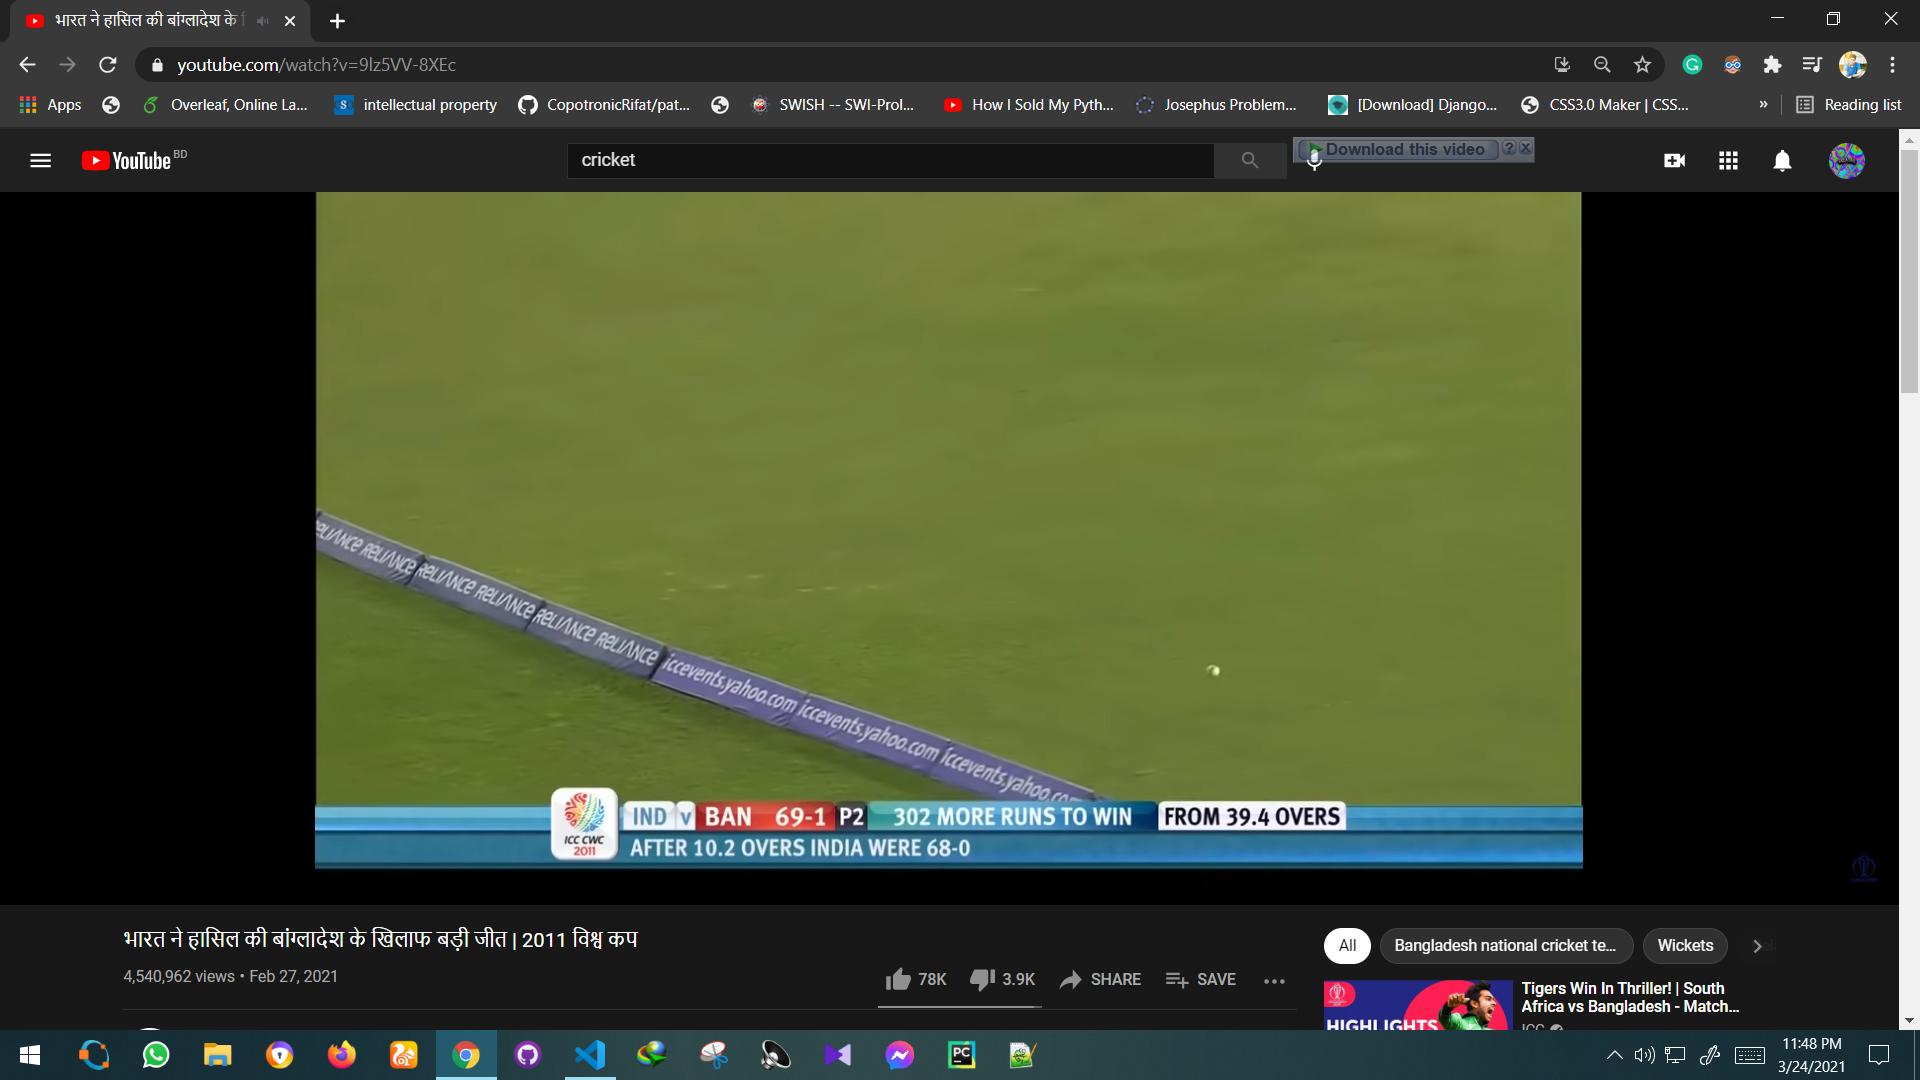 भारत ने हासिल की बांग्लादेश के
youtube.com/watch?v=9lz5VV-8XEc
Apps
Overleaf, Online La...
intellectual property
CopotronicRifat/pat...
SWISH -- SWI-Prol...
How I Sold My Pyth...
Josephus Problem...
[Download] Django...
CSS3.0 Maker | CSS...
»
Reading list
YouTube BD
cricket
Download this video
RELIANCE RELIANCE RELIANCE RELIANCE RELIANCE RELIANCE iccevents.yahoo.com iccevents.yahoo.com iccevents.yahoo.co
ICC CWC
2011
IND v BAN 69-1 P2 302 MORE RUNS TO WIN FROM 39.4 OVERS
AFTER 10.2 OVERS INDIA WERE 68-0
भारत ने हासिल की बांग्लादेश के खिलाफ बड़ी जीत | 2011 विश्व कप
4,540,962 views • Feb 27, 2021
78K
3.9K
SHARE
SAVE
All
Bangladesh national cricket te...
Wickets
HIGHLIGHTS
Tigers Win In Thriller! | South
Africa vs Bangladesh - Match...
ICC
PC
11:48 PM
3/24/2021